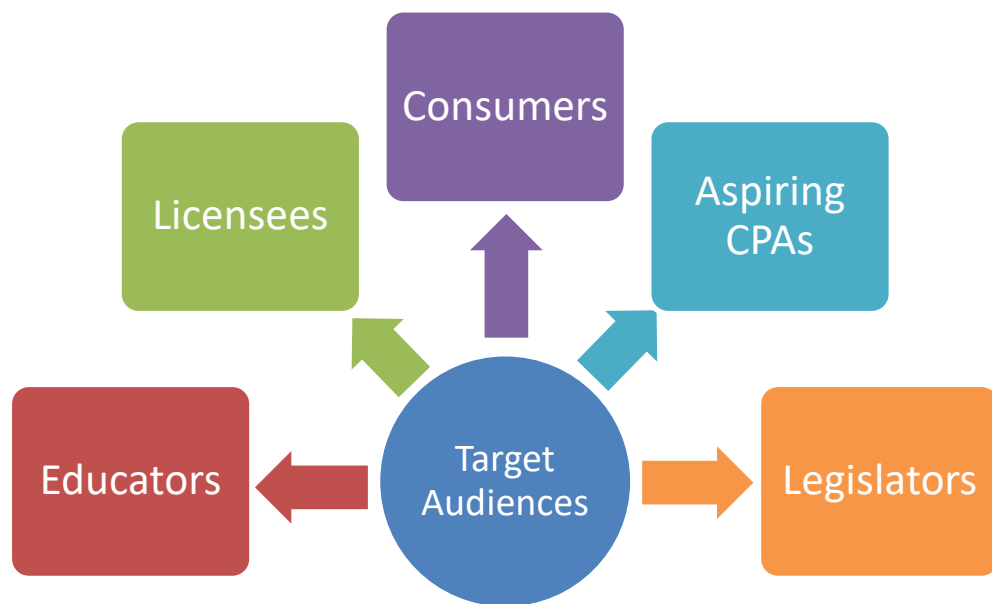 Consumers
Licensees
Aspiring
CPAs
Educators
Target
Audiences
Legislators